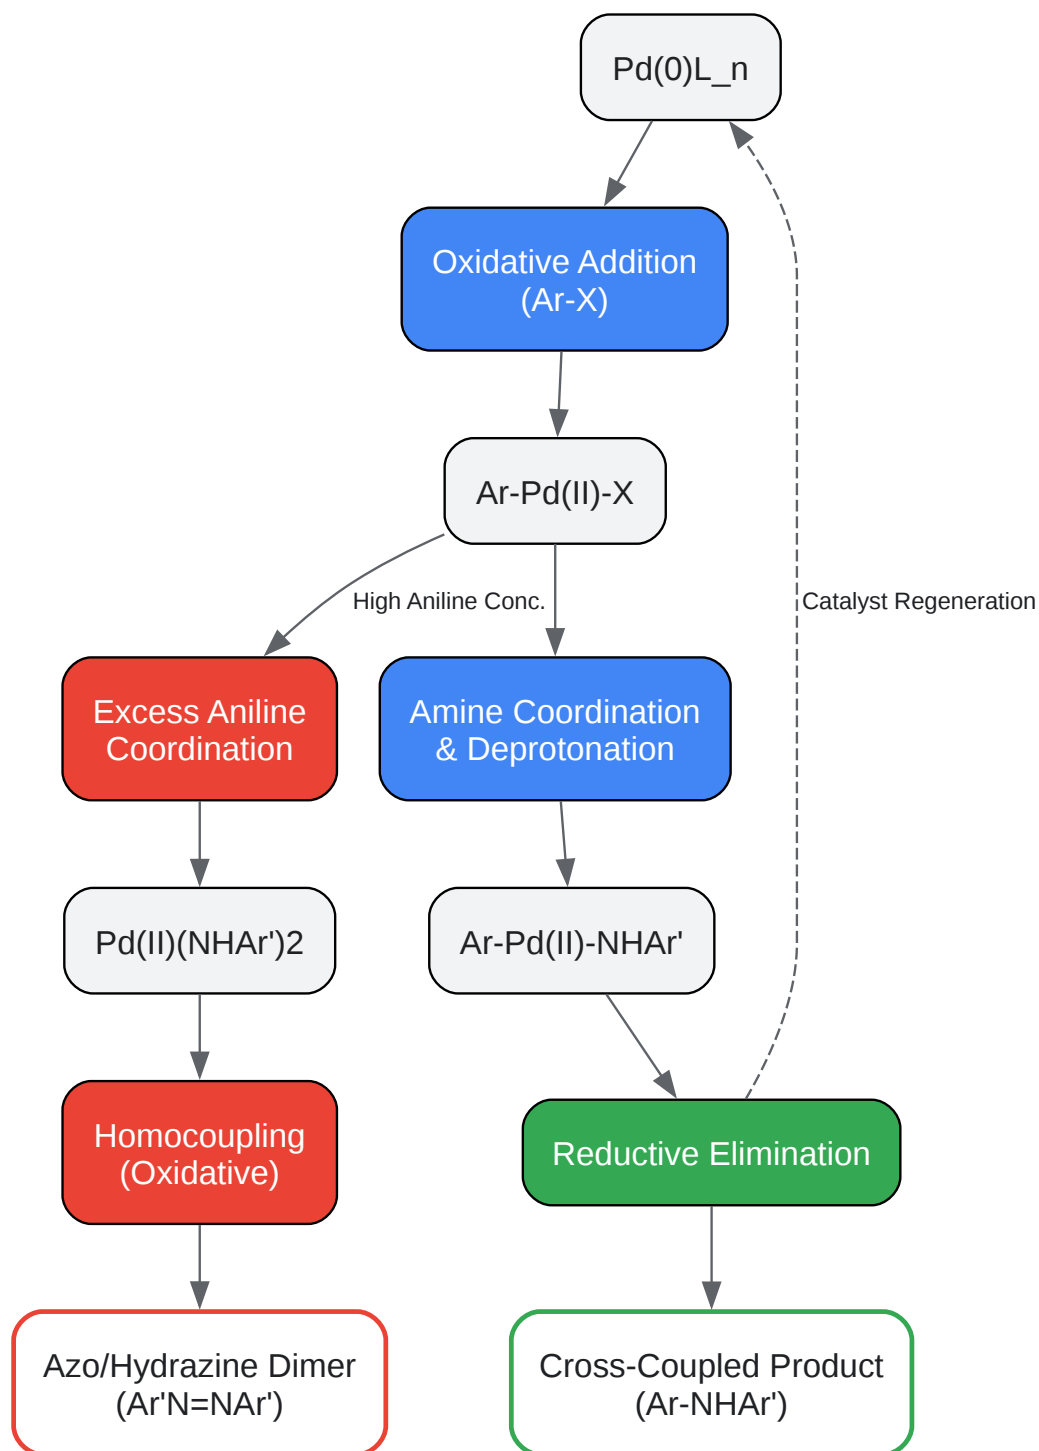 Pd(0)L_n
Oxidative Addition
(Ar-X)
Ar-Pd(II)-X
High Aniline Conc.
Catalyst Regeneration
Excess Aniline
Coordination
Amine Coordination
& Deprotonation
Pd(II)(NHAr')2
Ar-Pd(II)-NHAr'
Homocoupling
(Oxidative)
Reductive Elimination
Azo/Hydrazine Dimer
(Ar'N=NAr')
Cross-Coupled Product
(Ar-NHAr')